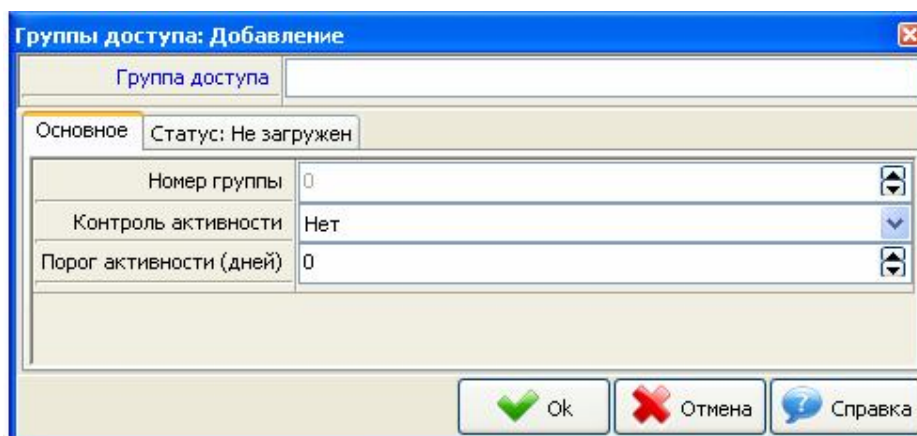 Группы доступа: Добавление
Группа доступа
Основное Статус: Не загружен
Номер группы 0
Контроль активности Нет
Порог активности (дней) 0
Ok Отмена Справка